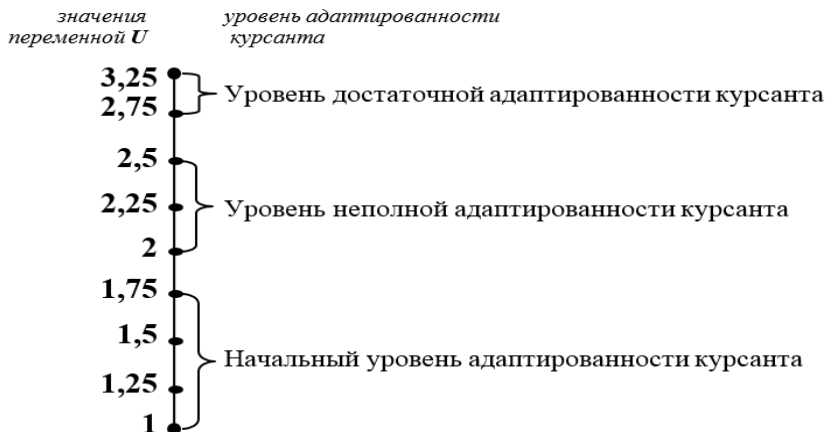 значения уровень адаптированности
переменной U курсанта
3,25
Уровень достаточной адаптированности курсанта
2,75
2,5
2,25 Уровень неполной адаптированности курсанта
2
1,75
1,5
Начальный уровень адаптированности курсанта
1,25
1